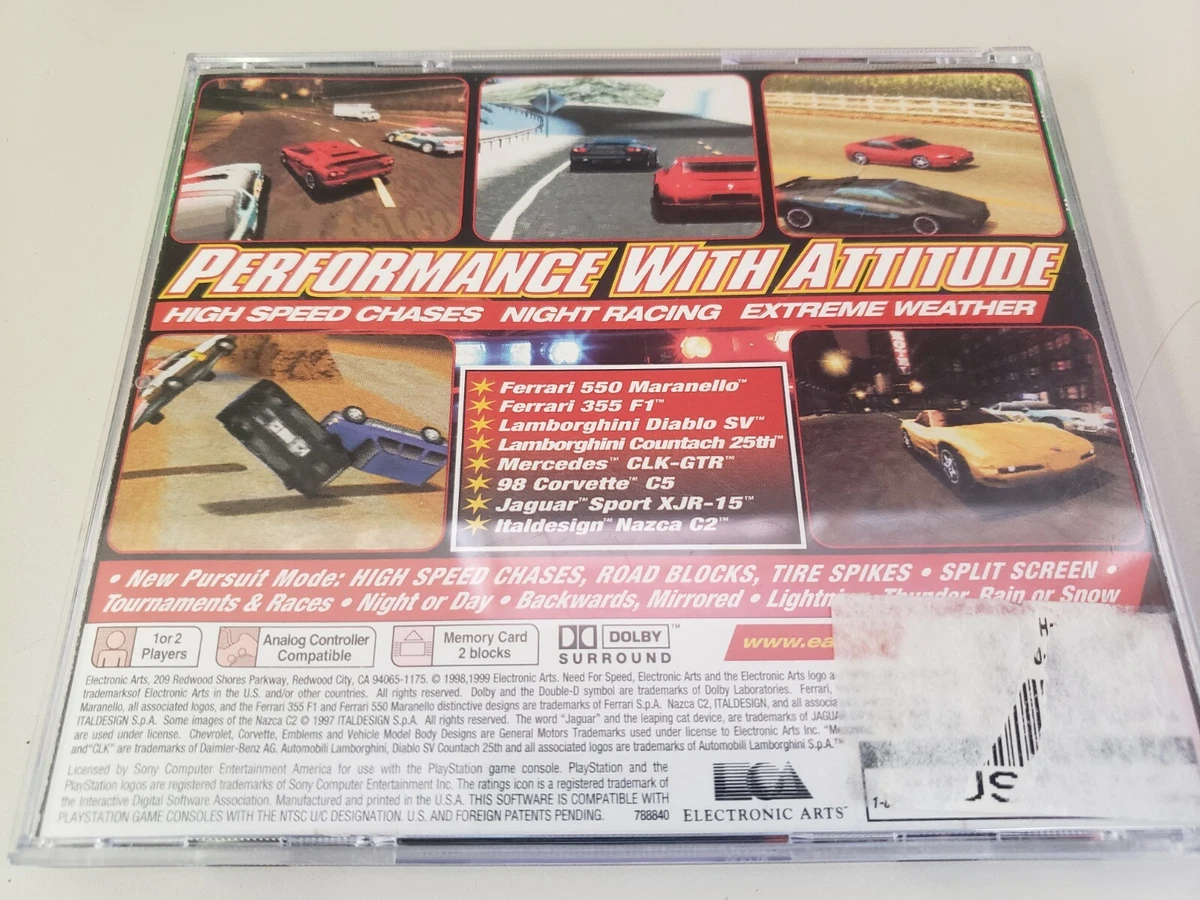 PERFORMANCE WITH ATTITUDE
HIGH SPEED CHASES NIGHT RACING EXTREME WEATHER
Ferrari 550 Maranello™
Ferrari 355 F1™
Lamborghini Diablo SV™
Lamborghini Countach 25th™
Mercedes™ CLK-GTR™
98 Corvette™ C5
Jaguar™ Sport XJR-15™
Italdesign™ Nazca C2™
• New Pursuit Mode: HIGH SPEED CHASES, ROAD BLOCKS, TIRE SPIKES • SPLIT SCREEN •
Tournaments & Races • Night or Day • Backwards, Mirrored • Lightning, Thunder, Rain or Snow
1 or 2
Players
Analog Controller
Compatible
Memory Card
2 blocks
DOLBY™
SURROUND
www.ea
Electronic Arts, 209 Redwood Shores Parkway, Redwood City, CA 94065-1175. © 1998,1999 Electronic Arts. Need For Speed, Electronic Arts and the Electronic Arts logo a
trademarksof Electronic Arts in the U.S. and/or other countries. All rights reserved. Dolby and the Double-D symbol are trademarks of Dolby Laboratories. Ferrari,
Maranello, all associated logos, and the Ferrari 355 F1 and Ferrari 550 Maranello distinctive designs are trademarks of Ferrari S.p.A. Nazca C2, ITALDESIGN, and all associa
ITALDESIGN S.p.A. Some images of the Nazca C2 © 1997 ITALDESIGN S.p.A. All rights reserved. The word "Jaguar" and the leaping cat device, are trademarks of JAGUA
are used under license. Chevrolet, Corvette, Emblems and Vehicle Model Body Designs are General Motors Trademarks used under license to Electronic Arts Inc. "Me
and"CLK" are trademarks of Daimler-Benz AG. Automobili Lamborghini, Diablo SV Countach 25th and all associated logos are trademarks of Automobili Lamborghini S.p.A.™
Licensed by Sony Computer Entertainment America for use with the PlayStation game console. PlayStation and the
PlayStation logos are registered trademarks of Sony Computer Entertainment Inc. The ratings icon is a registered trademark of
the Interactive Digital Software Association. Manufactured and printed in the U.S.A. THIS SOFTWARE IS COMPATIBLE WITH
PLAYSTATION GAME CONSOLES WITH THE NTSC U/C DESIGNATION. U.S. AND FOREIGN PATENTS PENDING. 788840
ELECTRONIC ARTS™
JS